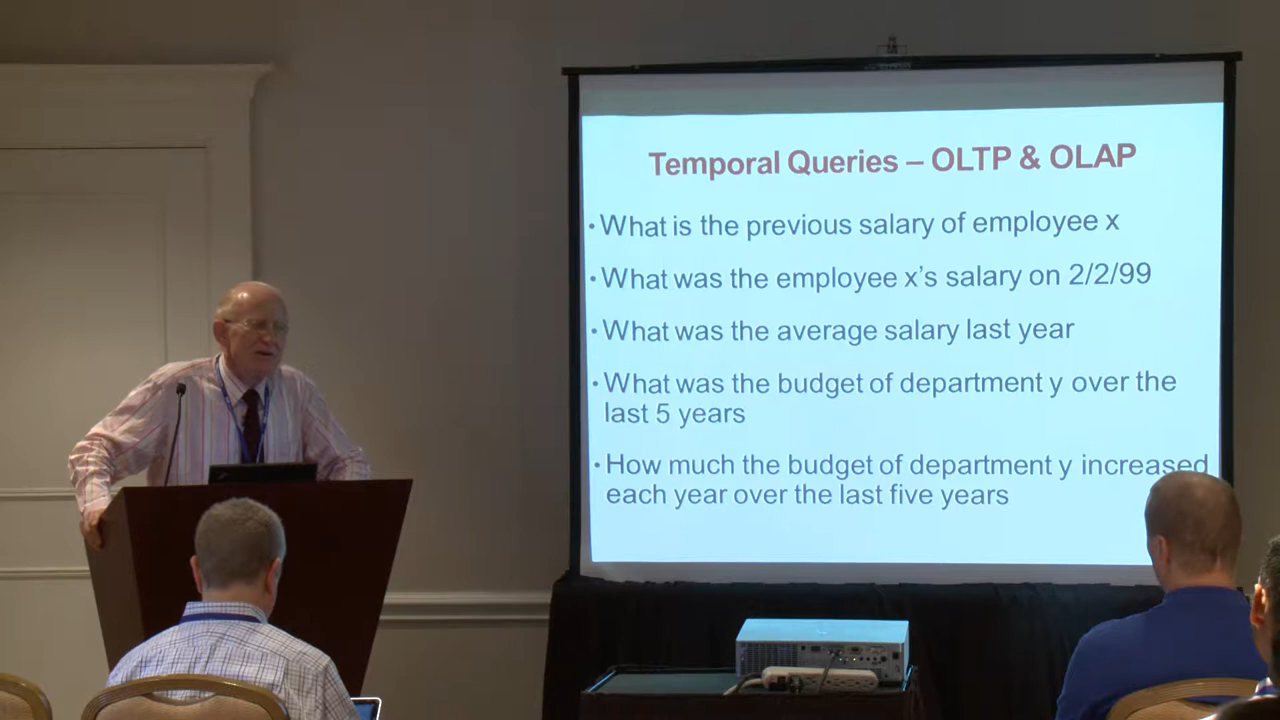 Temporal Queries – OLTP & OLAP
• What is the previous salary of employee x
• What was the employee x’s salary on 2/2/99
• What was the average salary last year
• What was the budget of department y over the
last 5 years
• How much the budget of department y increased
each year over the last five years